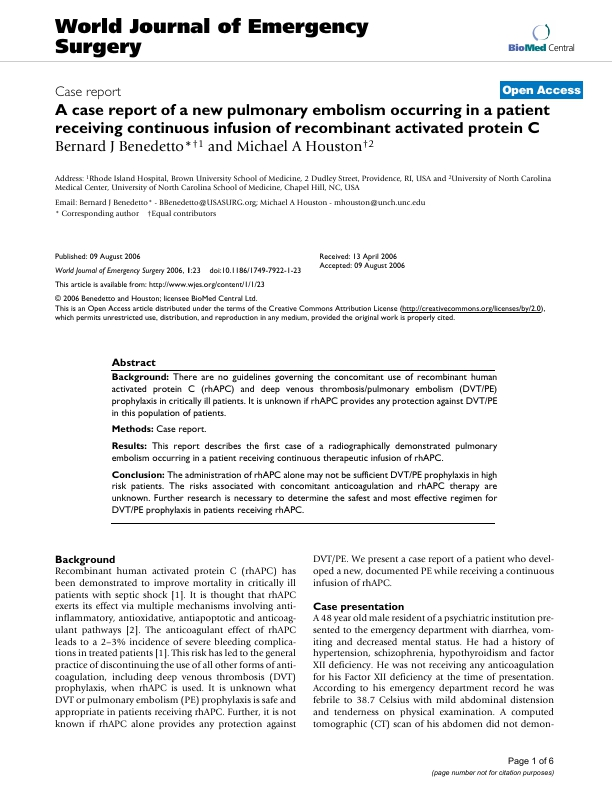 World Journal of Emergency
Surgery
BioMed Central
Open Access
Case report
A case report of a new pulmonary embolism occurring in a patient
receiving continuous infusion of recombinant activated protein C
Bernard J Benedetto*†1 and Michael A Houston†2
Address: 1Rhode Island Hospital, Brown University School of Medicine, 2 Dudley Street, Providence, RI, USA and 2University of North Carolina
Medical Center, University of North Carolina School of Medicine, Chapel Hill, NC, USA
Email: Bernard J Benedetto* - BBenedetto@USASURG.org; Michael A Houston - mhouston@unch.unc.edu
* Corresponding author †Equal contributors
Published: 09 August 2006
World Journal of Emergency Surgery 2006, 1:23 doi:10.1186/1749-7922-1-23
Received: 13 April 2006
Accepted: 09 August 2006
This article is available from: http://www.wjes.org/content/1/1/23
© 2006 Benedetto and Houston; licensee BioMed Central Ltd.
This is an Open Access article distributed under the terms of the Creative Commons Attribution License (http://creativecommons.org/licenses/by/2.0),
which permits unrestricted use, distribution, and reproduction in any medium, provided the original work is properly cited.
Abstract
Background: There are no guidelines governing the concomitant use of recombinant human
activated protein C (rhAPC) and deep venous thrombosis/pulmonary embolism (DVT/PE)
prophylaxis in critically ill patients. It is unknown if rhAPC provides any protection against DVT/PE
in this population of patients.
Methods: Case report.
Results: This report describes the first case of a radiographically demonstrated pulmonary
embolism occurring in a patient receiving continuous therapeutic infusion of rhAPC.
Conclusion: The administration of rhAPC alone may not be sufficient DVT/PE prophylaxis in high
risk patients. The risks associated with concomitant anticoagulation and rhAPC therapy are
unknown. Further research is necessary to determine the safest and most effective regimen for
DVT/PE prophylaxis in patients receiving rhAPC.
Background
Recombinant human activated protein C (rhAPC) has
been demonstrated to improve mortality in critically ill
patients with septic shock [1]. It is thought that rhAPC
exerts its effect via multiple mechanisms involving anti-
inflammatory, antioxidative, antiapoptotic and anticoag-
ulant pathways [2]. The anticoagulant effect of rhAPC
leads to a 2–3% incidence of severe bleeding complica-
tions in treated patients [1]. This risk has led to the general
practice of discontinuing the use of all other forms of anti-
coagulation, including deep venous thrombosis (DVT)
prophylaxis, when rhAPC is used. It is unknown what
DVT or pulmonary embolism (PE) prophylaxis is safe and
appropriate in patients receiving rhAPC. Further, it is not
known if rhAPC alone provides any protection against
DVT/PE. We present a case report of a patient who devel-
oped a new, documented PE while receiving a continuous
infusion of rhAPC.
Case presentation
A 48 year old male resident of a psychiatric institution pre-
sented to the emergency department with diarrhea, vom-
iting and decreased mental status. He had a history of
hypertension, schizophrenia, hypothyroidism and factor
XII deficiency. He was not receiving any anticoagulation
for his Factor XII deficiency at the time of presentation.
According to his emergency department record he was
febrile to 38.7 Celsius with mild abdominal distension
and tenderness on physical examination. A computed
tomographic (CT) scan of his abdomen did not demon-
Page 1 of 6
(page number not for citation purposes)